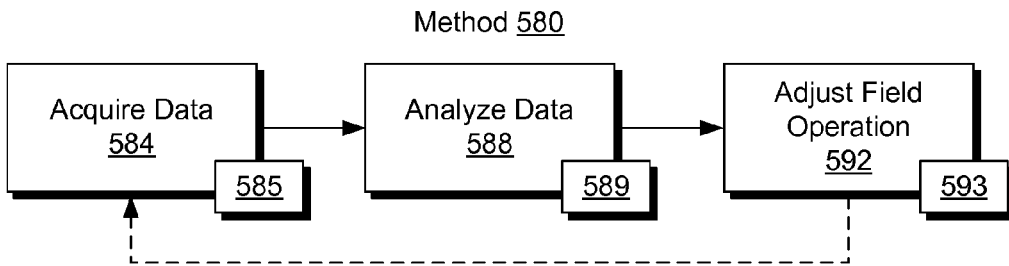 Method 580
Acquire Data
584
585
Analyze Data
588
589
Adjust Field
Operation
592
593